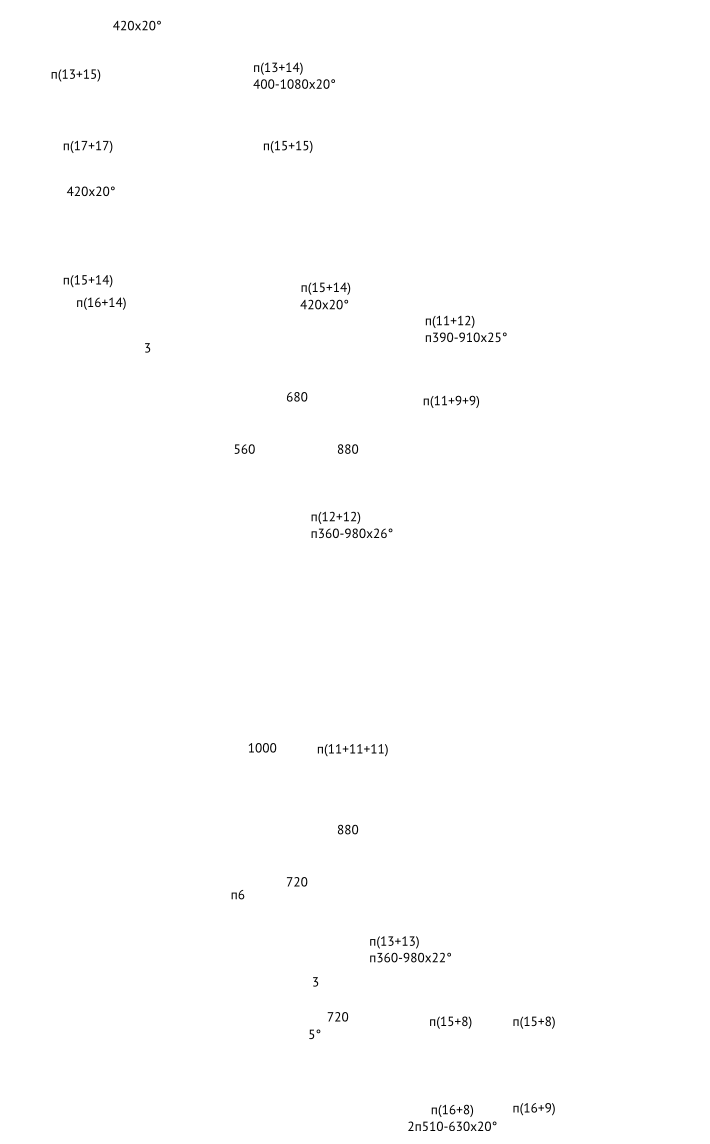 420x20°
п(13+14)
п(13+15)
400-1080x20°
п(17+17)
п(15+15)
420x20°
п(15+14)
п(15+14)
п(16+14)
420x20°
п(11+12)
п390-910x25°
3
680
п(11+9+9)
560
880
п(12+12)
п360-980x26°
1000
п(11+11+11)
880
720
п6
п(13+13)
п360-980x22°
3
720
п(15+8)
п(15+8)
5°
п(16+8)
п(16+9)
2п510-630x20°